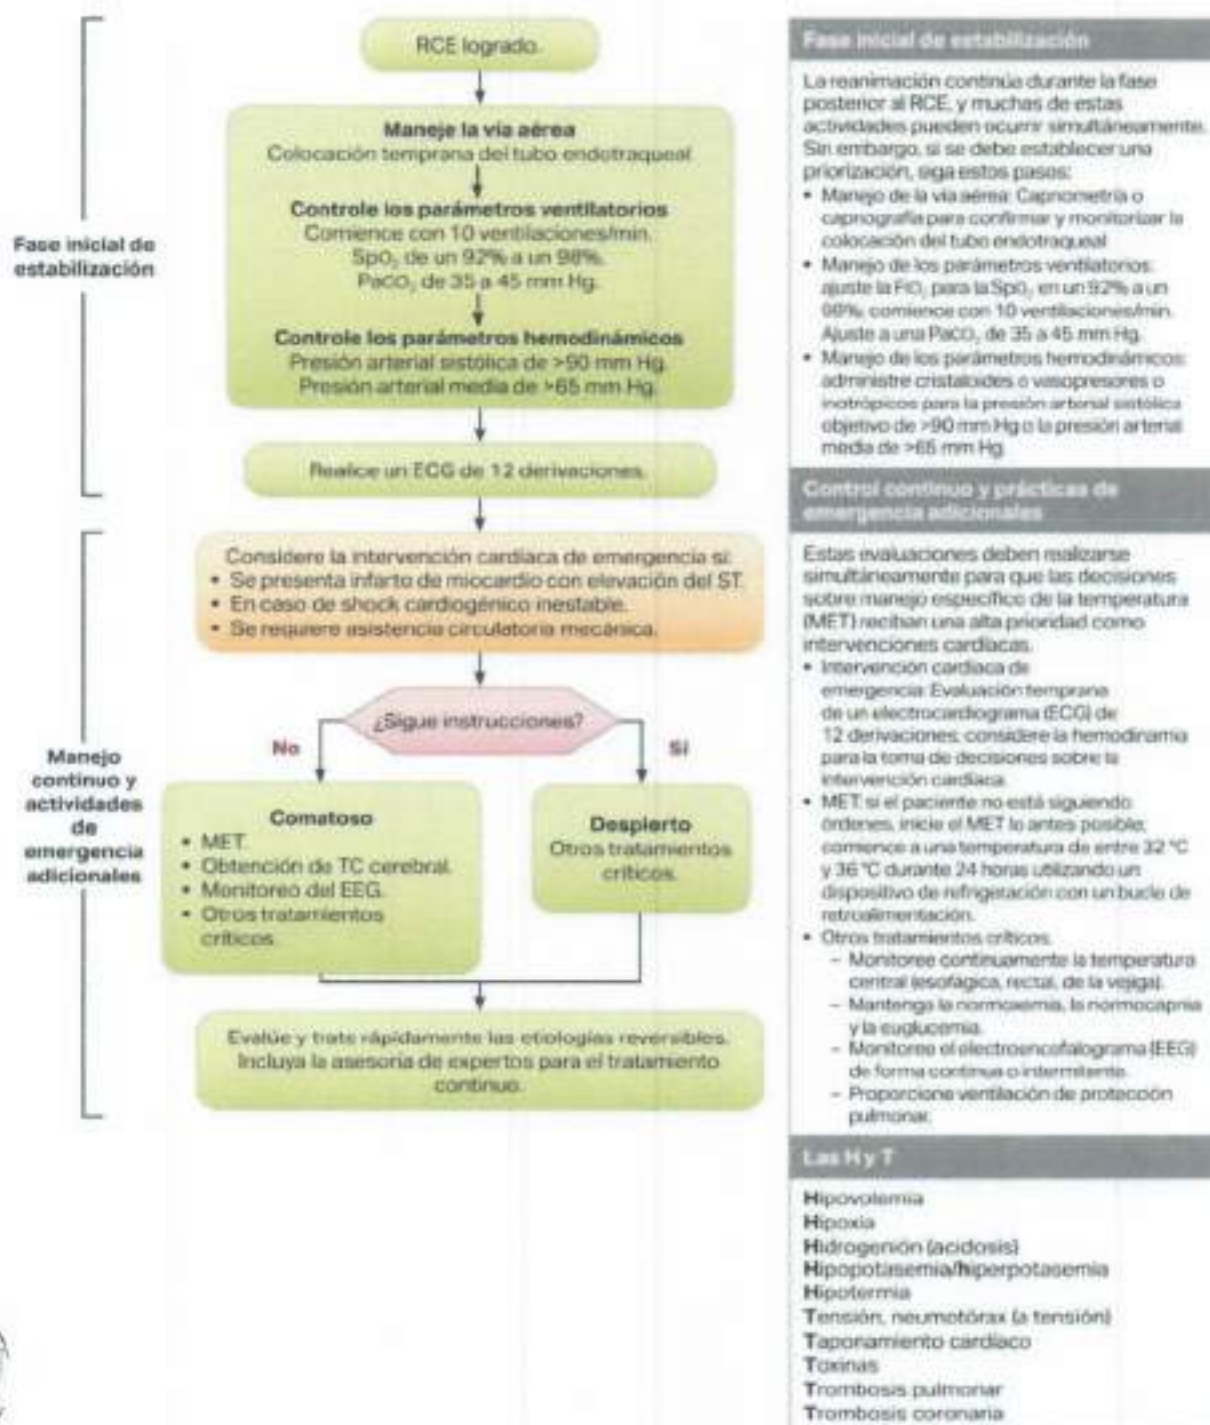 Fase inicial de
estabilización
RCE logrado.
Maneje la vía aérea
Colocación temprana del tubo endotraqueal
Controle los parámetros ventilatorios
Comience con 10 ventilaciones/min.
SpO₂ de un 92% a un 98%.
PaCO₂ de 35 a 45 mm Hg.
Controle los parámetros hemodinámicos
Presión arterial sistólica de >90 mm Hg.
Presión arterial media de >65 mm Hg.
Realice un ECG de 12 derivaciones.
Manejo
continuo y
actividades
de
emergencia
adicionales
Considere la intervención cardíaca de emergencia si:
• Se presenta infarto de miocardio con elevación del ST.
• En caso de shock cardiogénico inestable.
• Se requiere asistencia circulatoria mecánica.
¿Sigue instrucciones?
No
Sí
Comatoso
• MET.
• Obtención de TC cerebral.
• Monitoreo del EEG.
• Otros tratamientos
críticos.
Despierto
Otros tratamientos
críticos.
Evalúe y trate rápidamente las etiologías reversibles.
Incluya la asesoría de expertos para el tratamiento
continuo.
Fase inicial de estabilización
La reanimación continúa durante la fase
posterior al RCE, y muchas de estas
actividades pueden ocurrir simultáneamente.
Sin embargo, si se debe establecer una
priorización, siga estos pasos:
• Manejo de la vía aérea: Capnometría o
capnografía para confirmar y monitorizar la
colocación del tubo endotraqueal
• Manejo de los parámetros ventilatorios:
ajuste la FIO₂ para la SpO₂ en un 92% a un
98%; comience con 10 ventilaciones/min.
Ajuste a una PaCO₂ de 35 a 45 mm Hg.
• Manejo de los parámetros hemodinámicos:
administre cristaloides o vasopresores o
inotrópicos para la presión arterial sistólica
objetivo de >90 mm Hg o la presión arterial
media de >65 mm Hg
Control continuo y prácticas de
emergencia adicionales
Estas evaluaciones deben realizarse
simultáneamente para que las decisiones
sobre manejo específico de la temperatura
(MET) reciban una alta prioridad como
intervenciones cardíacas.
• Intervención cardíaca de
emergencia: Evaluación temprana
de un electrocardiograma (ECG) de
12 derivaciones; considere la hemodinamia
para la toma de decisiones sobre la
intervención cardíaca.
• MET: si el paciente no está siguiendo
órdenes, inicie el MET lo antes posible;
comience a una temperatura de entre 32 °C
y 36 °C durante 24 horas utilizando un
dispositivo de refrigeración con un bucle de
retroalimentación.
• Otros tratamientos críticos.
– Monitoree continuamente la temperatura
central (esofágica, rectal, de la vejiga).
– Mantenga la normoxemia, la normocapnia
y la euglucemia.
– Monitoree el electroencefalograma (EEG)
de forma continua o intermitente.
– Proporcione ventilación de protección
pulmonar.
Las H y T
Hipovolemia
Hipoxia
Hidrogenión (acidosis)
Hipopotasemia/hiperpotasemia
Hipotermia
Tensión, neumotórax (a tensión)
Taponamiento cardíaco
Toxinas
Trombosis pulmonar
Trombosis coronaria